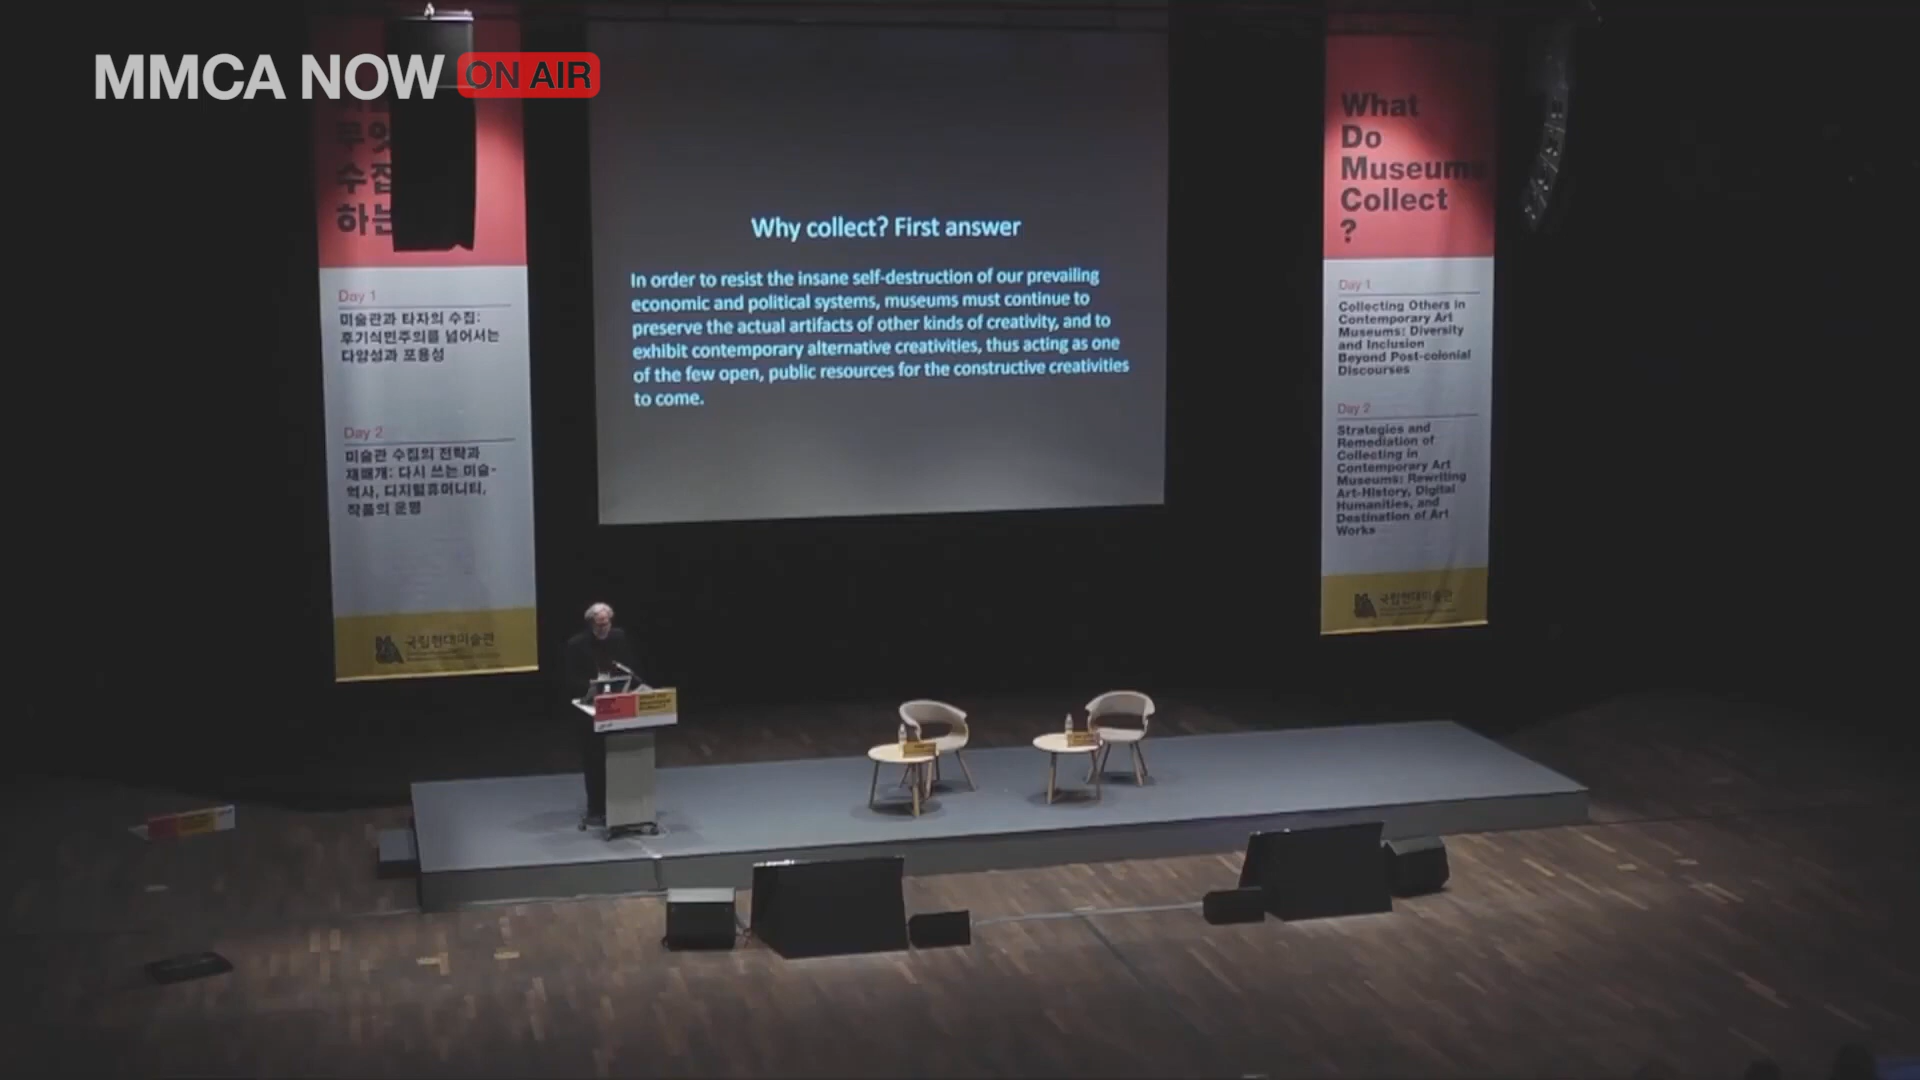 MMCA NOW ON AIR
무엇
수집
하는
Day 1
미술관과 타자의 수집:
후기식민주의를 넘어서는
다양성과 포용성
Day 2
미술관 수집의 전략과
재매개: 다시 쓰는 미술-
역사, 디지털휴머니티,
작품의 운명
국립현대미술관
Why collect? First answer
In order to resist the insane self-destruction of our prevailing
economic and political systems, museums must continue to
preserve the actual artifacts of other kinds of creativity, and to
exhibit contemporary alternative creativities, thus acting as one
of the few open, public resources for the constructive creativities
to come.
What
Do
Museums
Collect
?
Day 1
Collecting Others in
Contemporary Art
Museums: Diversity
and Inclusion
Beyond Post-colonial
Discourses
Day 2
Strategies and
Remediation of
Collecting in
Contemporary Art
Museums: Rewriting
Art-History, Digital
Humanities, and
Destination of Art
Works
국립현대미술관